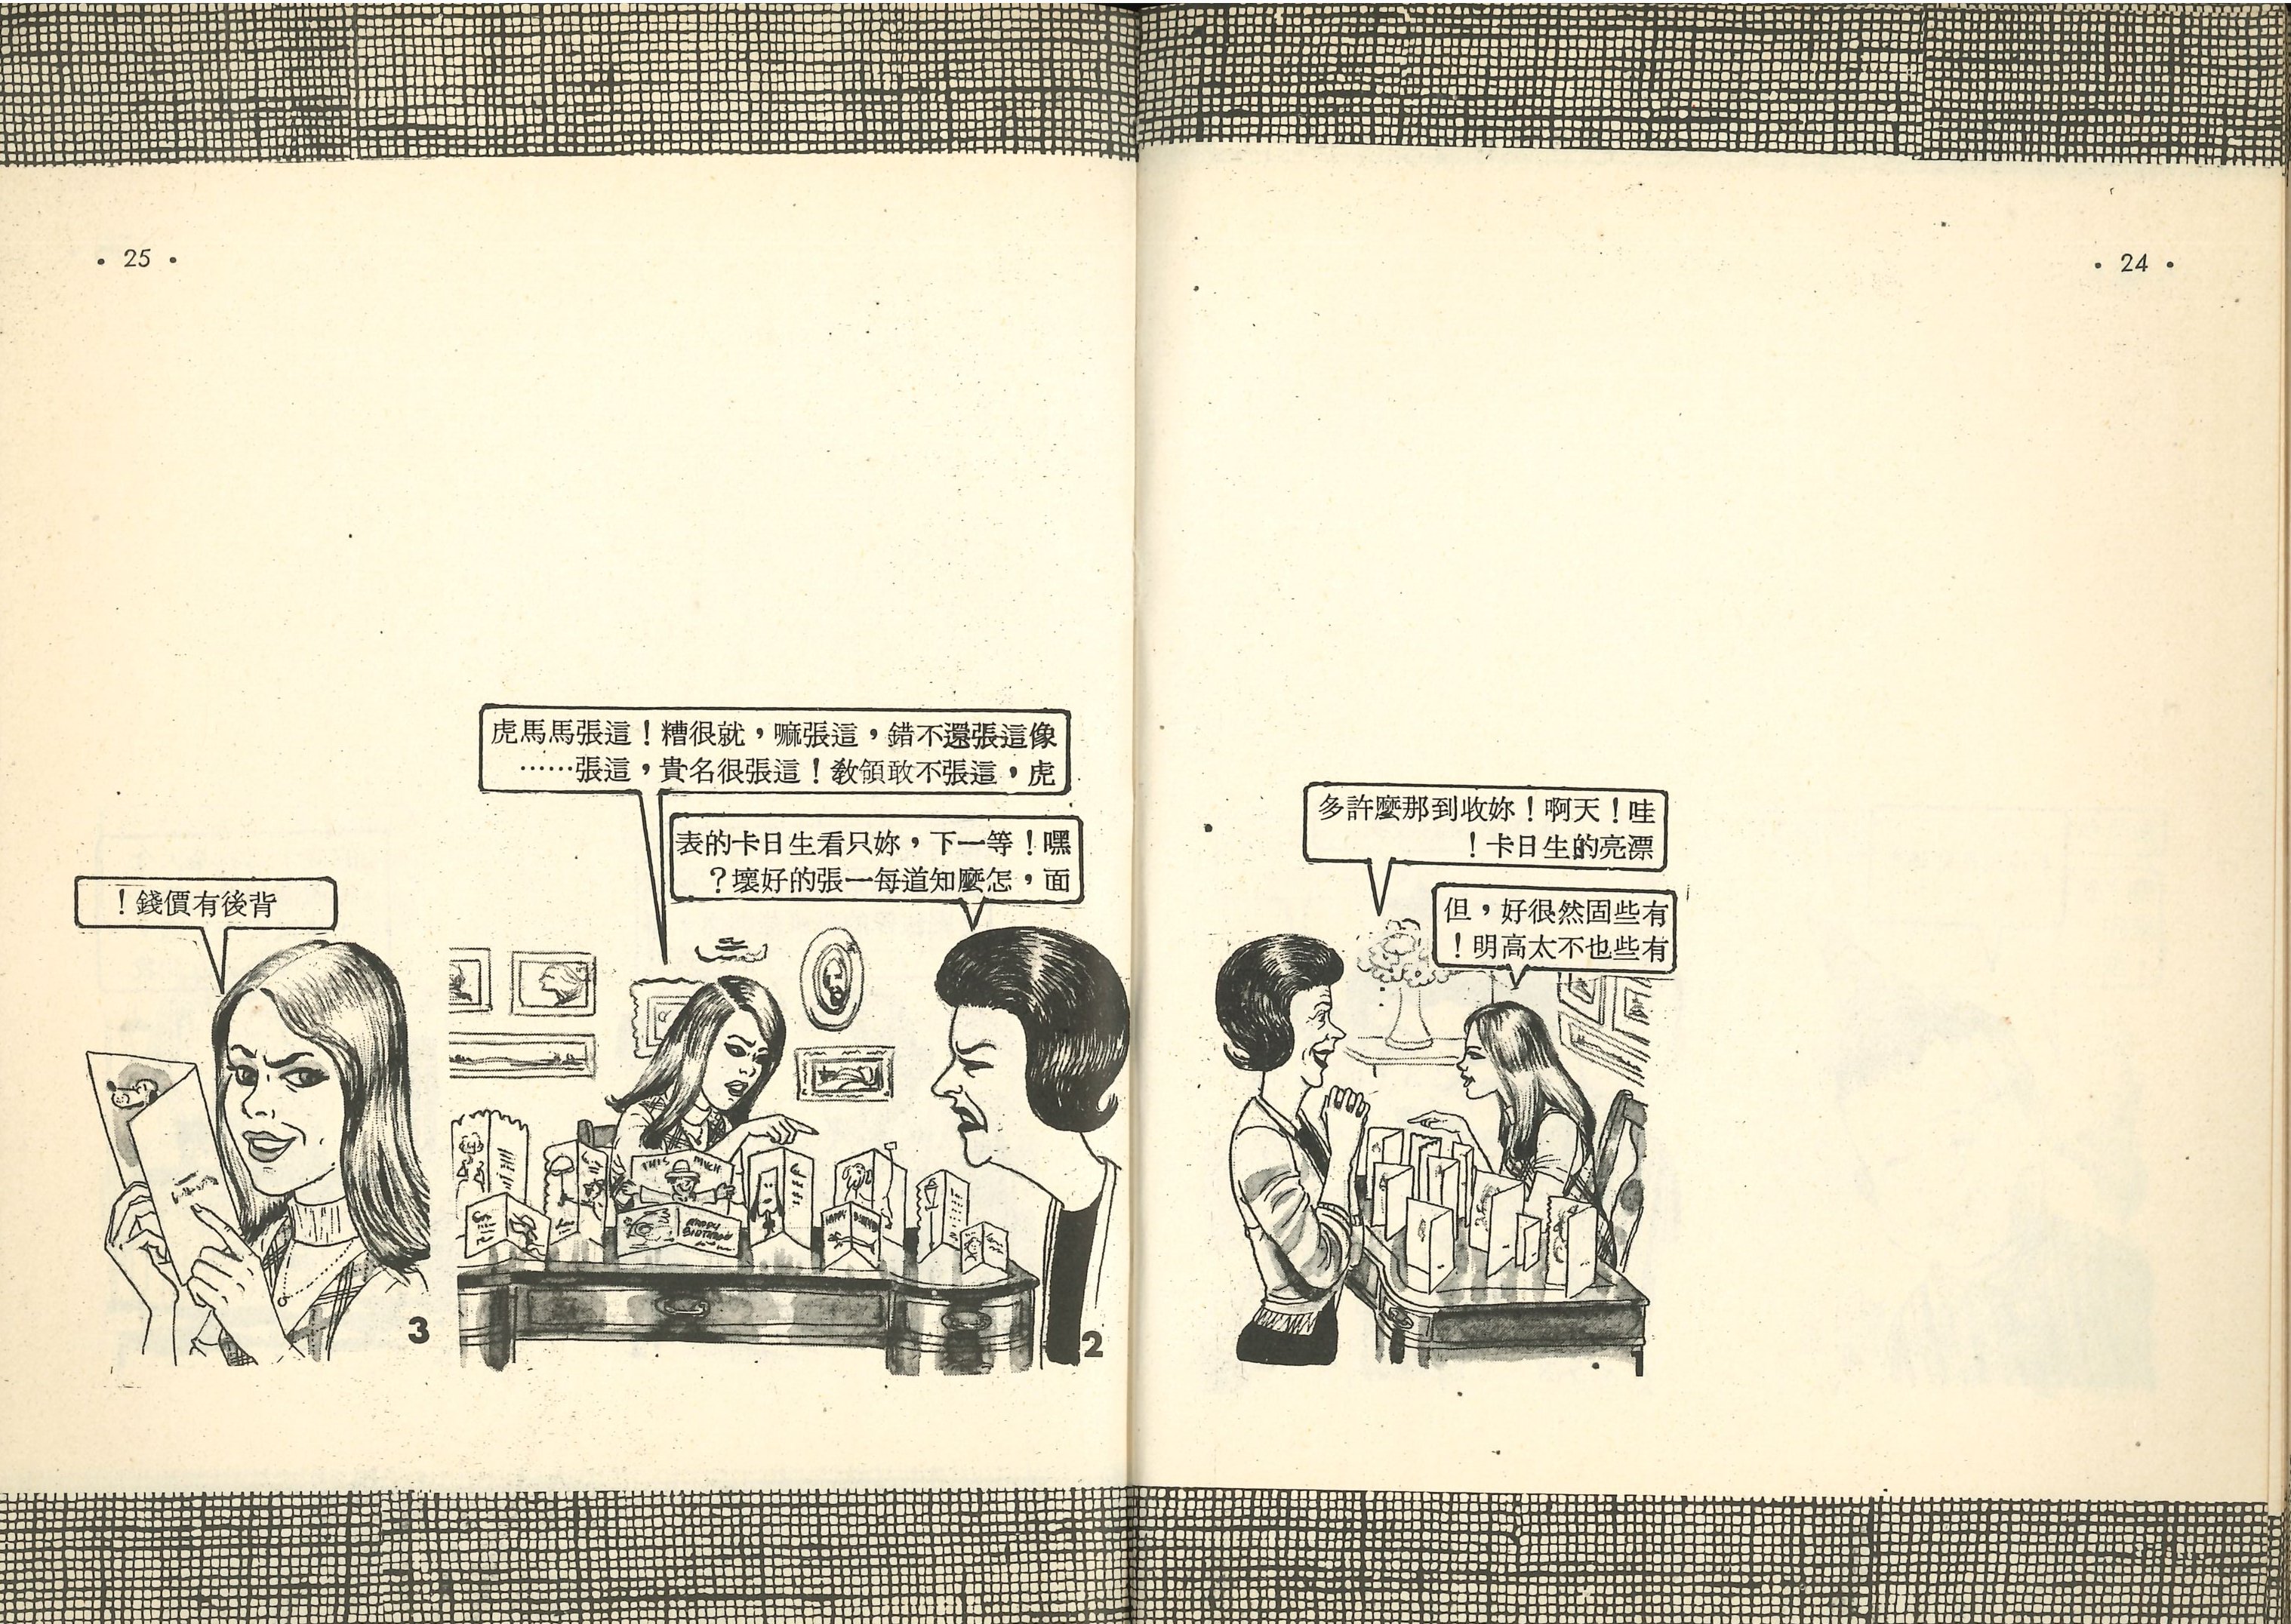 • 24 •
哇！天啊！妳收到那麼許多
漂亮的生日卡！
有些固然很好，但
有些也不太高明！
1
• 25 •
像這張還不錯，這張嘛，就很糟！這張馬馬虎
虎，這張不敢領教！這張很名貴，這張……
嘿！等一下，妳只看生日卡的表
面，怎麼知道每一張的好壞？
THIS MUCH
HAPPY
BIRTHDAY
2
背後有價錢！
3